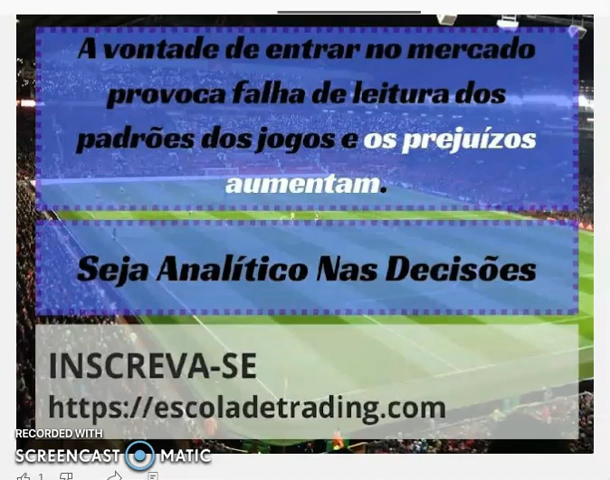 A vontade de entrar no mercado
provoca falha de leitura dos
padrões dos jogos e os prejuízos
aumentam.
Seja Analítico Nas Decisões
INSCREVA-SE
https://escoladetrading.com
RECORDED WITH
SCREENCAST MATIC
1